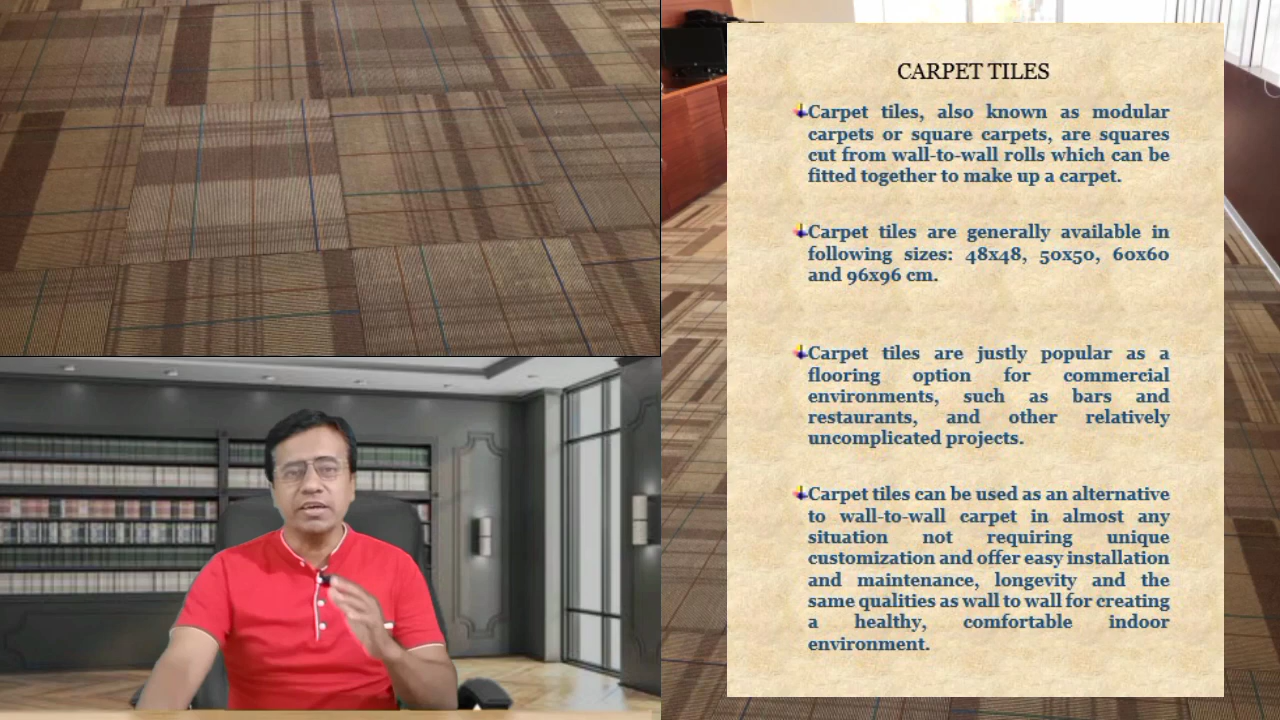 CARPET TILES
Carpet tiles, also known as modular
carpets or square carpets, are squares
cut from wall-to-wall rolls which can be
fitted together to make up a carpet.
Carpet tiles are generally available in
following sizes: 48x48, 50x50, 60x60
and 96x96 cm.
Carpet tiles are justly popular as a
flooring option for commercial
environments, such as bars and
restaurants, and other relatively
uncomplicated projects.
Carpet tiles can be used as an alternative
to wall-to-wall carpet in almost any
situation not requiring unique
customization and offer easy installation
and maintenance, longevity and the
same qualities as wall to wall for creating
a healthy, comfortable indoor
environment.